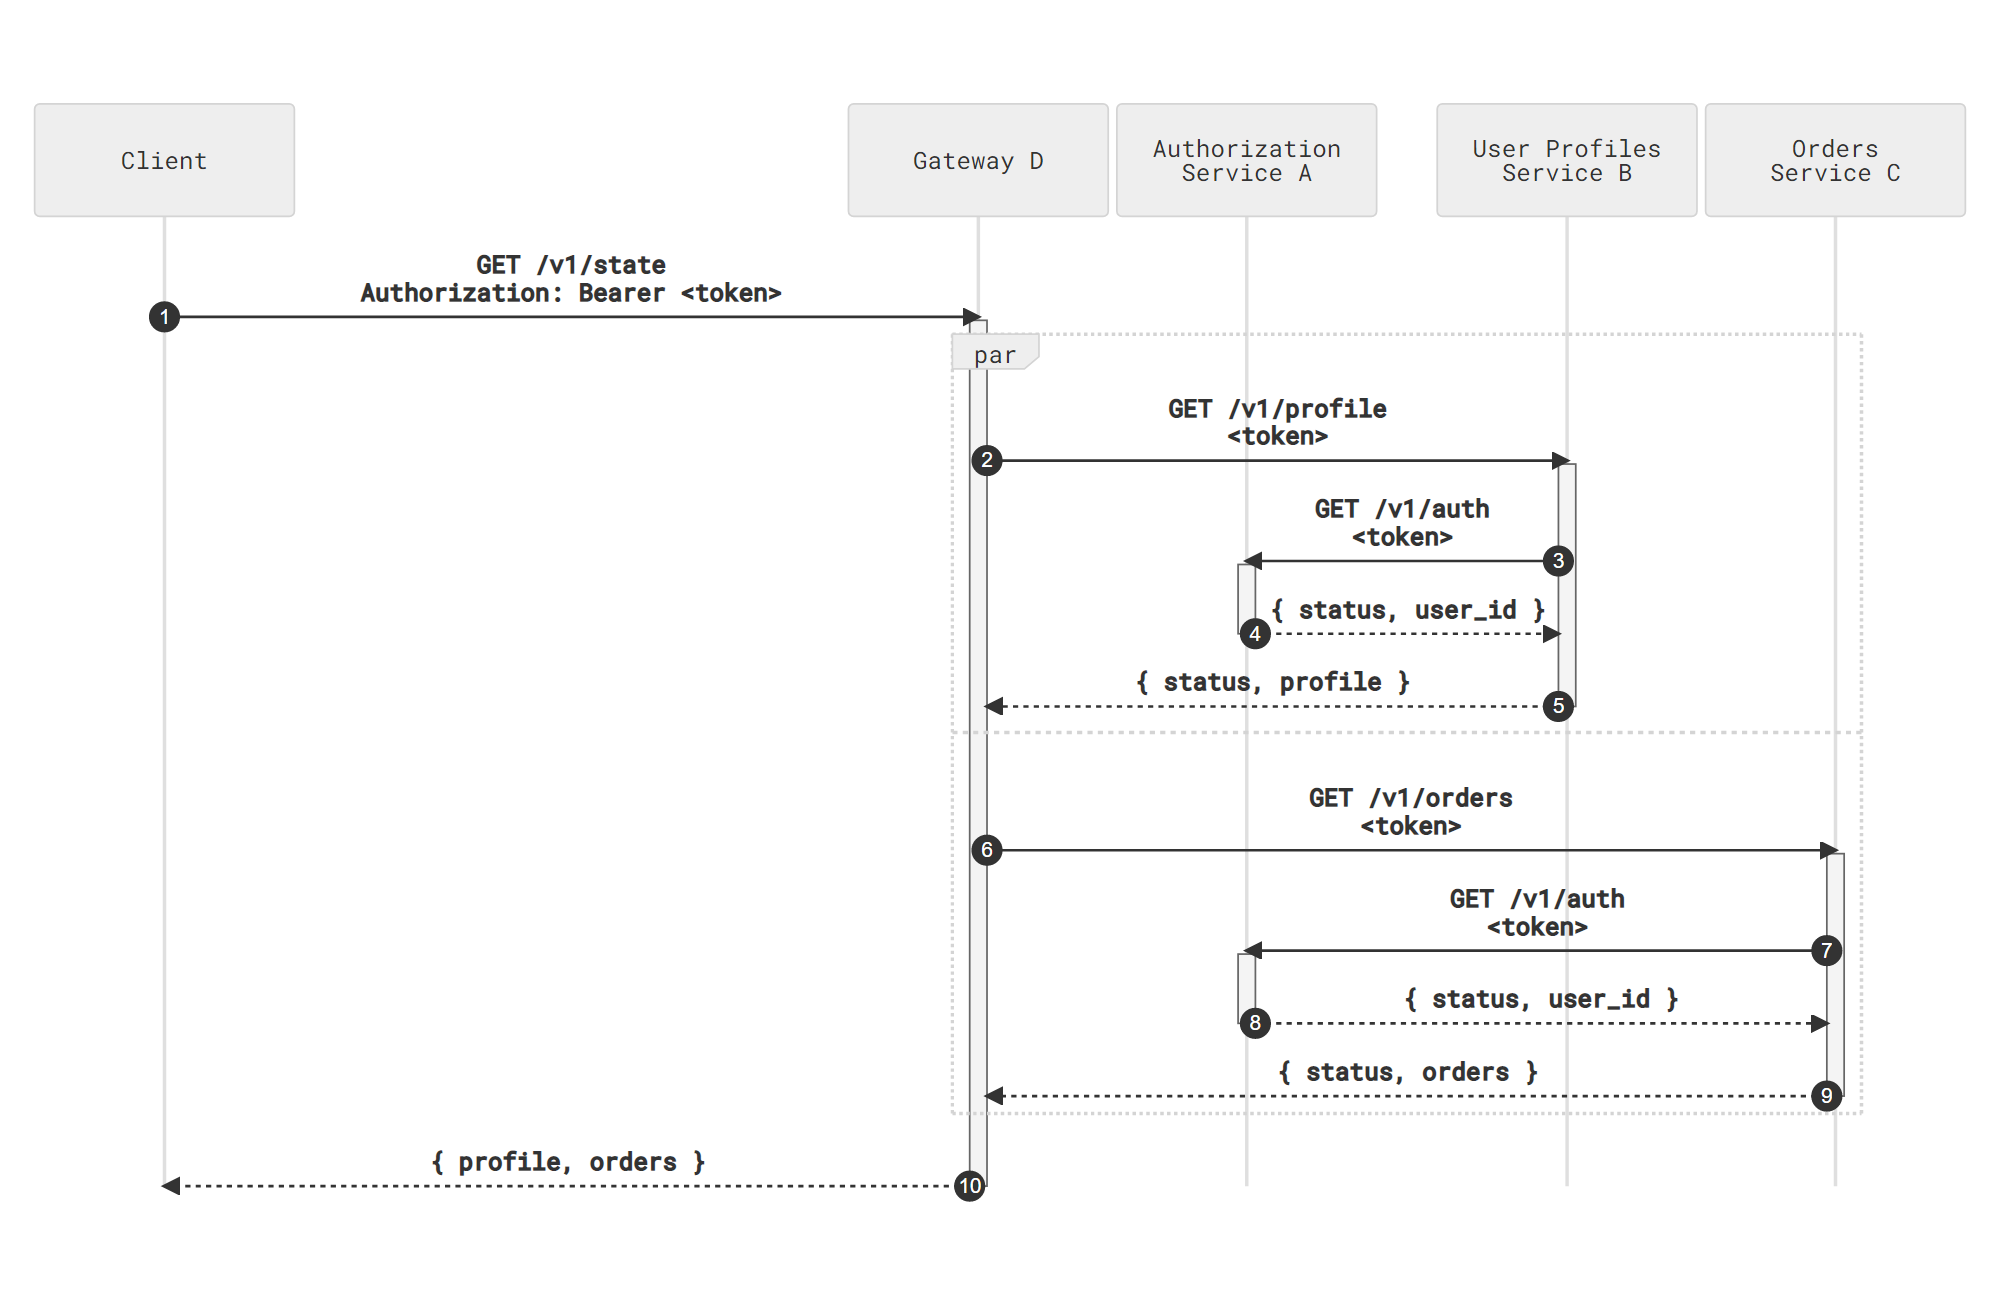 Client
Gateway D
Authorization
Service A
User Profiles
Service B
Orders
Service C
GET /v1/state
Authorization: Bearer <token>
1
par
GET /v1/profile
<token>
2
GET /v1/auth
<token>
3
{ status, user_id }
4
{ status, profile }
5
GET /v1/orders
<token>
6
GET /v1/auth
<token>
7
{ status, user_id }
8
{ status, orders }
9
{ profile, orders }
10